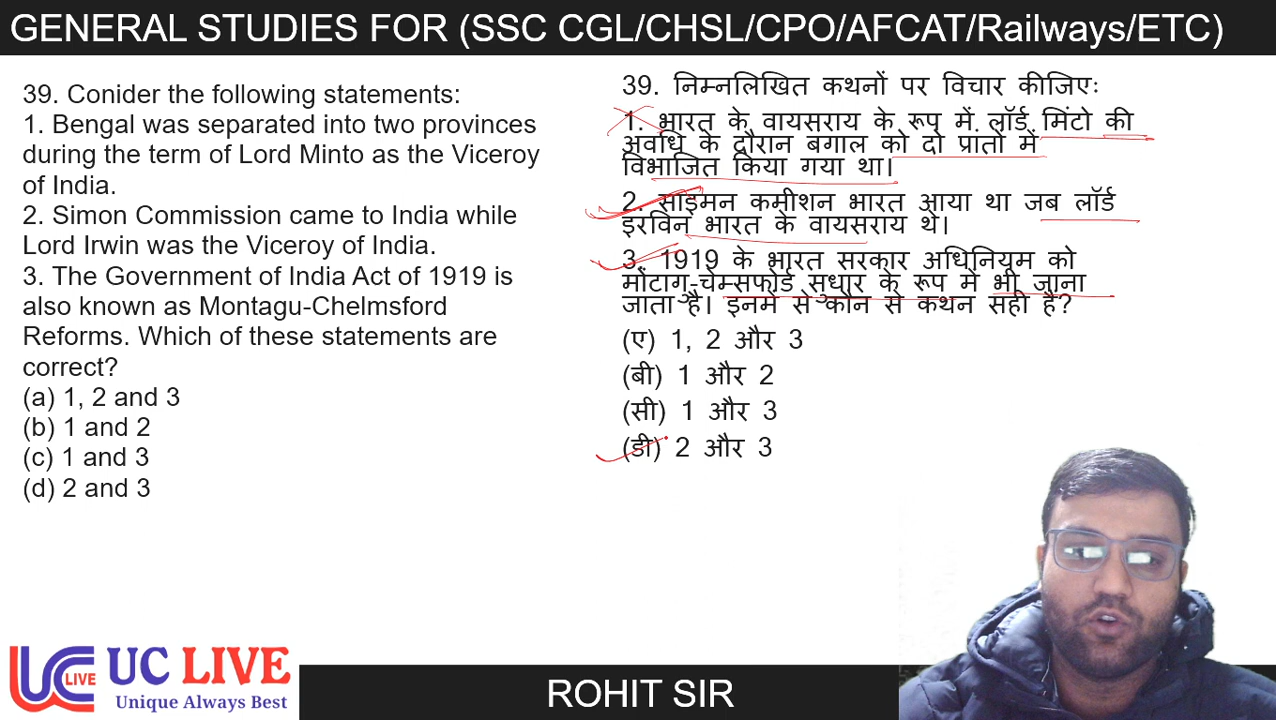 GENERAL STUDIES FOR (SSC CGL/CHSL/CPO/AFCAT/Railways/ETC)
39. Conider the following statements:
1. Bengal was separated into two provinces
during the term of Lord Minto as the Viceroy
of India.
2. Simon Commission came to India while
Lord Irwin was the Viceroy of India.
3. The Government of India Act of 1919 is
also known as Montagu-Chelmsford
Reforms. Which of these statements are
correct?
(a) 1, 2 and 3
(b) 1 and 2
(c) 1 and 3
(d) 2 and 3
39. निम्नलिखित कथनों पर विचार कीजिएः
1. भारत के वायसराय के रूप में. लॉर्ड मिंटो की
अवधि के दौरान बंगाल को दो प्रांतों में
विभाजित किया गया था।
2. साइमन कमीशन भारत आया था जब लॉर्ड
इरविन भारत के वायसराय थे।
3. 1919 के भारत सरकार अधिनियम को
मोंटागु-चेम्सफोर्ड सुधार के रूप में भी जाना
जाता है। इनमें से कौन से कथन सही हैं?
(ए) 1, 2 और 3
(बी) 1 और 2
(सी) 1 और 3
(डी) 2 और 3
UC LIVE
LIVE
Unique Always Best
ROHIT SIR